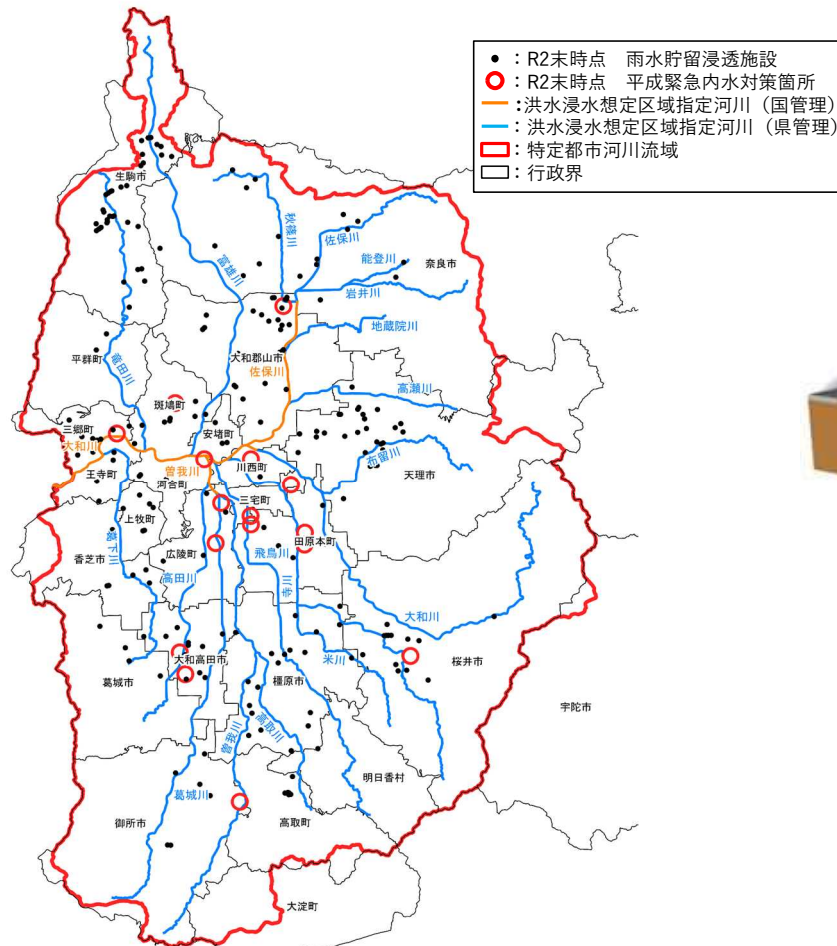 ●：R2末時点　雨水貯留浸透施設
：R2末時点　平成緊急内水対策箇所
：洪水浸水想定区域指定河川（国管理）
：洪水浸水想定区域指定河川（県管理）
：特定都市河川流域
：行政界
生駒市
秋篠川
佐保川
能登川
奈良市
富雄川
岩井川
地蔵院川
大和郡山市
佐保川
平群町
竜田川
高瀬川
斑鳩町
三郷町
安堵町
大和川
川西町
布留川
曽我川
天理市
王寺町
河合町
三宅町
上牧町
飛鳥川
田原本町
葛下川
広陵町
香芝市
高田川
寺川
大和川
大和高田市
米川
桜井市
葛城市
橿原市
宇陀市
曽我川
高取川
明日香村
葛城川
御所市
高取町
大淀町